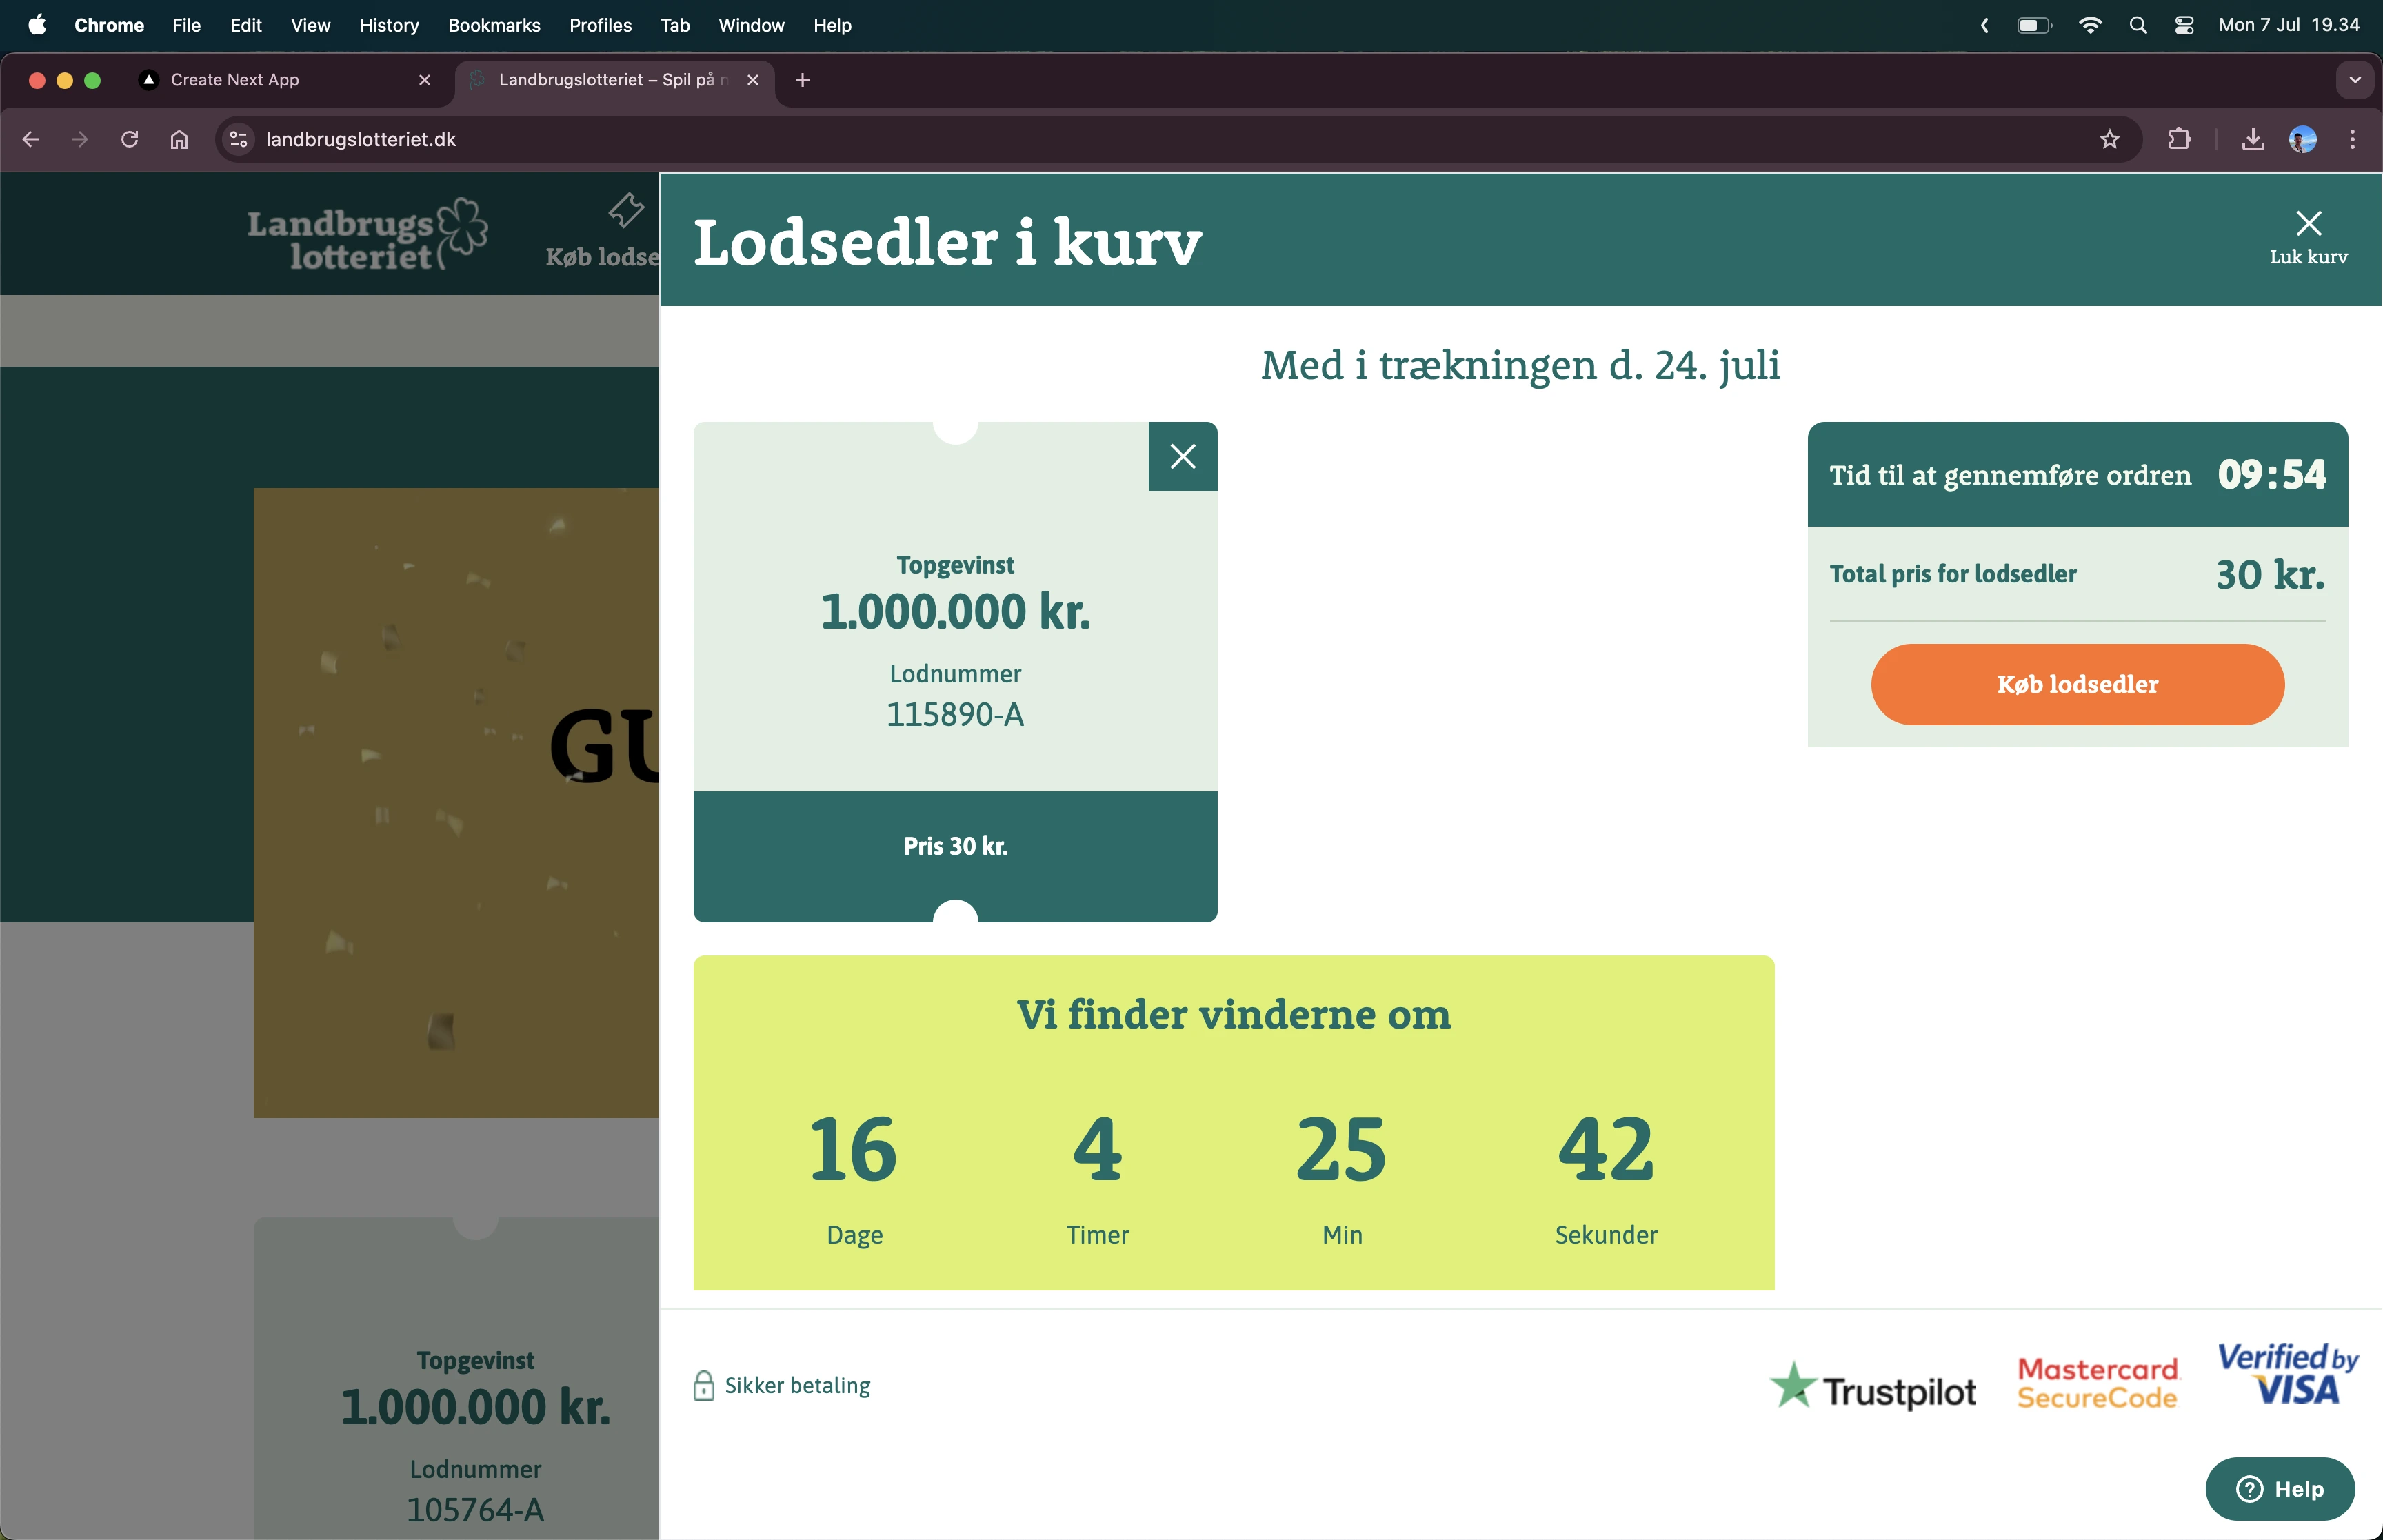 Chrome File Edit View History Bookmarks Profiles Tab Window Help Mon 7 Jul 19.34
Create Next App Landbrugslotteriet – Spil på
landbrugslotteriet.dk
Landbrugs
lotteriet
Køb lodse
Lodsedler i kurv
Luk kurv
Med i trækningen d. 24. juli
Topgevinst
1.000.000 kr.
Lodnummer
115890-A
Pris 30 kr.
Tid til at gennemføre ordren 09:54
Total pris for lodsedler 30 kr.
Køb lodsedler
GU
Vi finder vinderne om
16 4 25 42
Dage Timer Min Sekunder
Topgevinst
1.000.000 kr.
Lodnummer
105764-A
Sikker betaling
Trustpilot
Mastercard
SecureCode
Verified by
VISA
Help